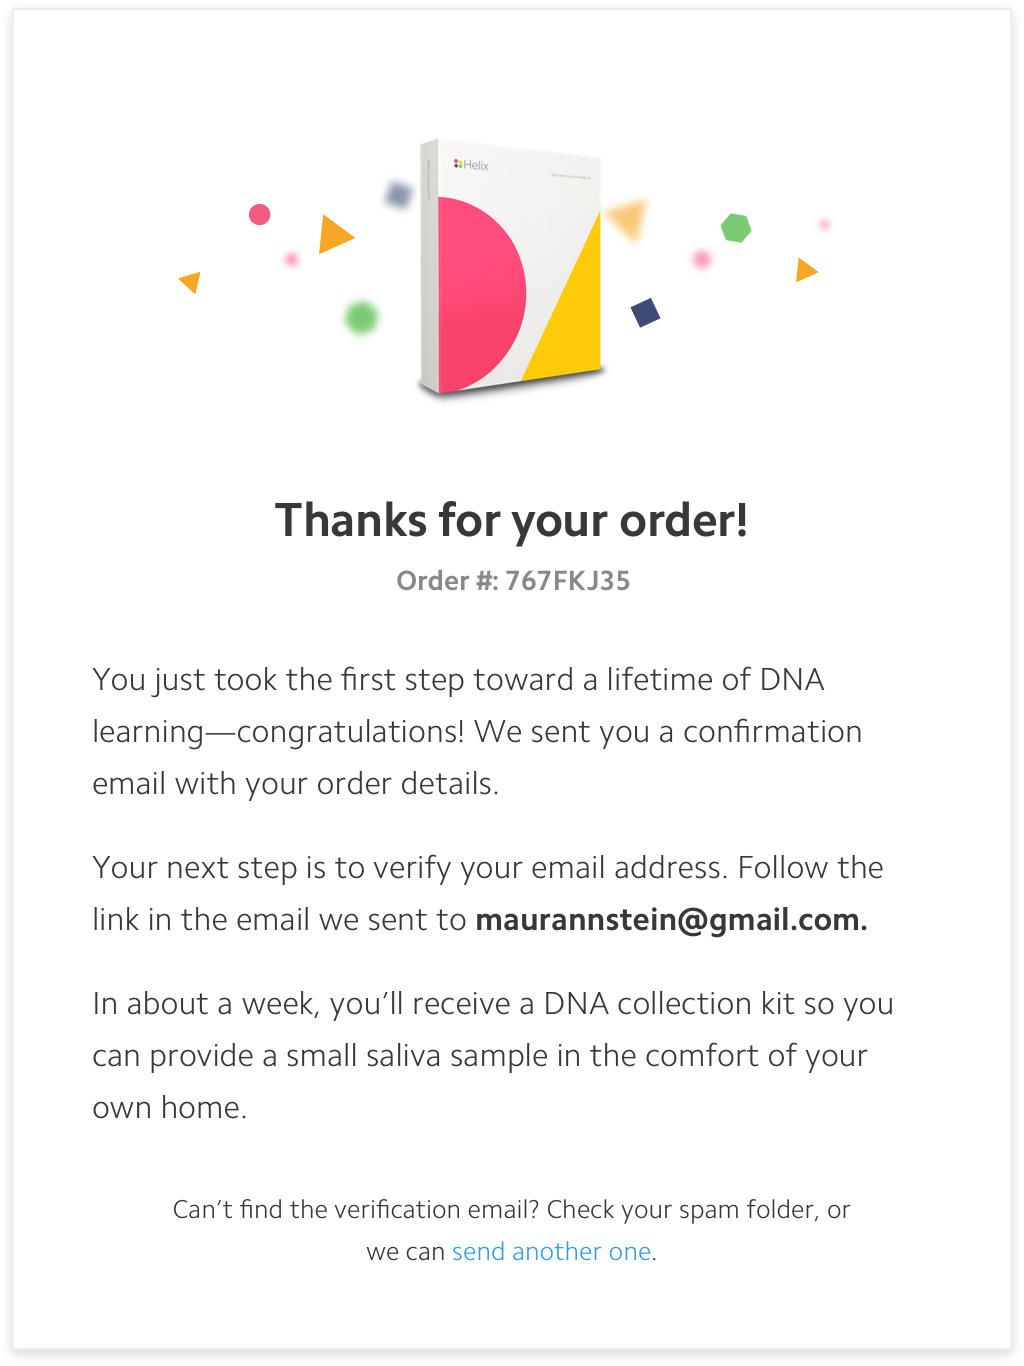 Helix
Thanks for your order!
Order #: 767FKJ35
You just took the first step toward a lifetime of DNA
learning—congratulations! We sent you a confirmation
email with your order details.
Your next step is to verify your email address. Follow the
link in the email we sent to maurannstein@gmail.com.
In about a week, you’ll receive a DNA collection kit so you
can provide a small saliva sample in the comfort of your
own home.
Can’t find the verification email? Check your spam folder, or
we can send another one.